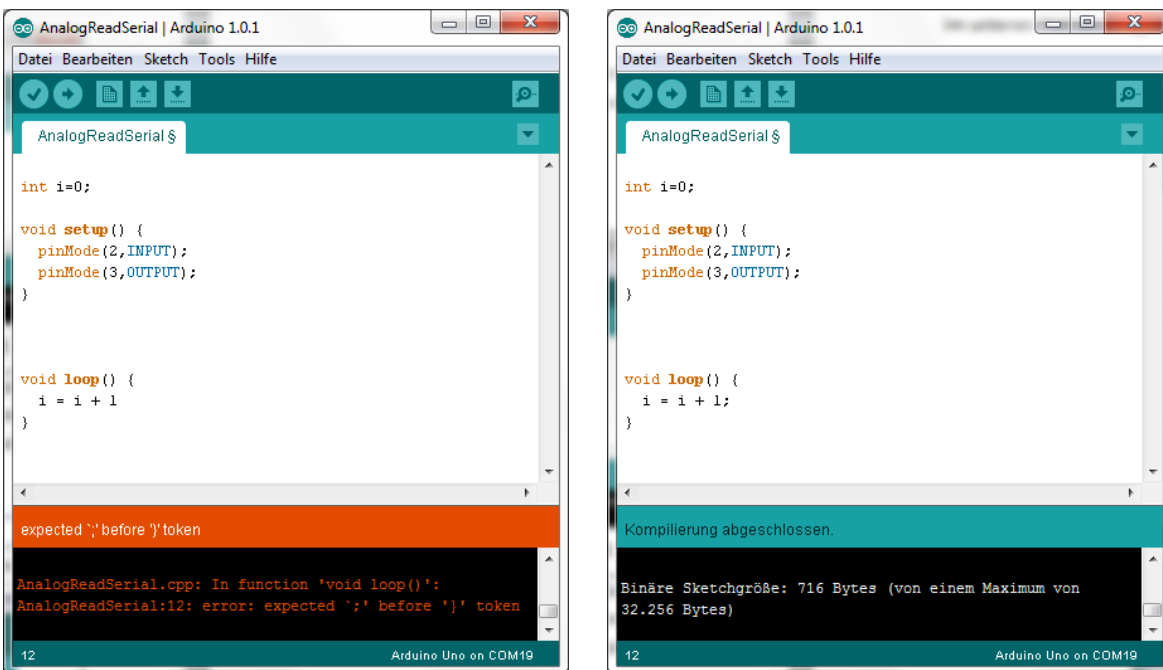 AnalogReadSerial | Arduino 1.0.1
Datei Bearbeiten Sketch Tools Hilfe
AnalogReadSerial §
int i=0;
void setup() {
pinMode(2,INPUT);
pinMode(3,OUTPUT);
}
void loop() {
i = i + 1
}
expected `;' before '}' token
AnalogReadSerial.cpp: In function 'void loop()':
AnalogReadSerial:12: error: expected `;' before '}' token
12
Arduino Uno on COM19
AnalogReadSerial | Arduino 1.0.1
Datei Bearbeiten Sketch Tools Hilfe
AnalogReadSerial §
int i=0;
void setup() {
pinMode(2,INPUT);
pinMode(3,OUTPUT);
}
void loop() {
i = i + 1;
}
Kompilierung abgeschlossen.
Binäre Sketchgröße: 716 Bytes (von einem Maximum von
32.256 Bytes)
12
Arduino Uno on COM19